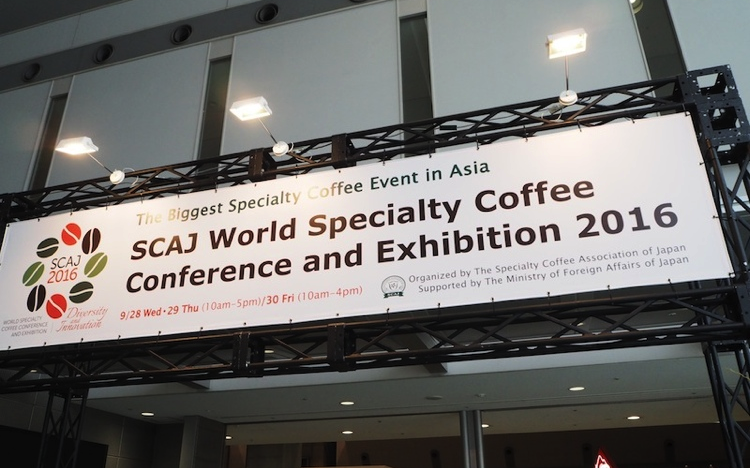 The Biggest Specialty Coffee Event in Asia
SCAJ World Specialty Coffee
Conference and Exhibition 2016
9/28 Wed・29 Thu (10am-5pm)/30 Fri (10am-4pm)
Organized by The Specialty Coffee Association of Japan
Supported by The Ministry of Foreign Affairs of Japan
SCAJ
SCAJ
2016
WORLD SPECIALTY
COFFEE CONFERENCE
AND EXHIBITION
Diversity
and
Innovation